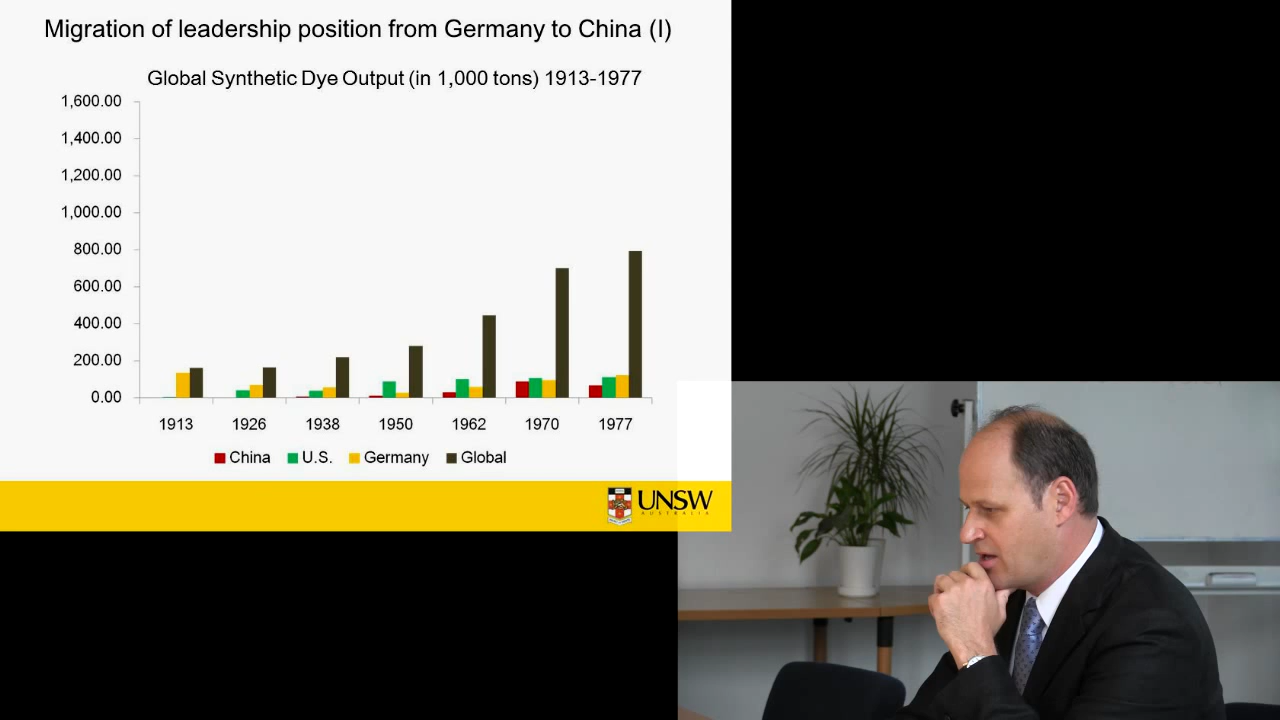 Migration of leadership position from Germany to China (I)
Global Synthetic Dye Output (in 1,000 tons) 1913-1977
1,600.00
1,400.00
1,200.00
1,000.00
800.00
600.00
400.00
200.00
0.00
1913 1926 1938 1950 1962 1970 1977
China U.S. Germany Global
UNSW
AUSTRALIA